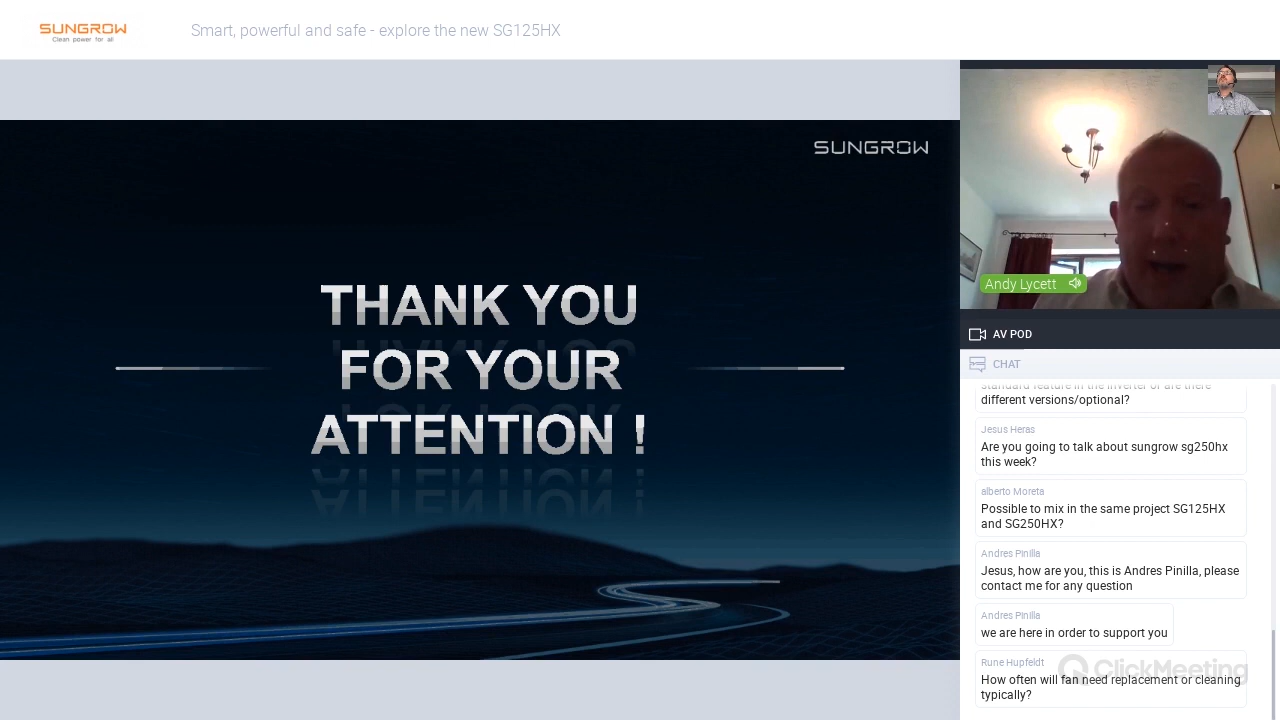 SUNGROW
Clean power for all
Smart, powerful and safe - explore the new SG125HX
SUNGROW
THANK YOU
FOR YOUR
ATTENTION !
Andy Lycett
AV POD
CHAT
standard feature in the inverter or are there
different versions/optional?
Jesus Heras
Are you going to talk about sungrow sg250hx
this week?
alberto Moreta
Possible to mix in the same project SG125HX
and SG250HX?
Andres Pinilla
Jesus, how are you, this is Andres Pinilla, please
contact me for any question
Andres Pinilla
we are here in order to support you
Rune Hupfeldt
How often will fan need replacement or cleaning
typically?
ClickMeeting